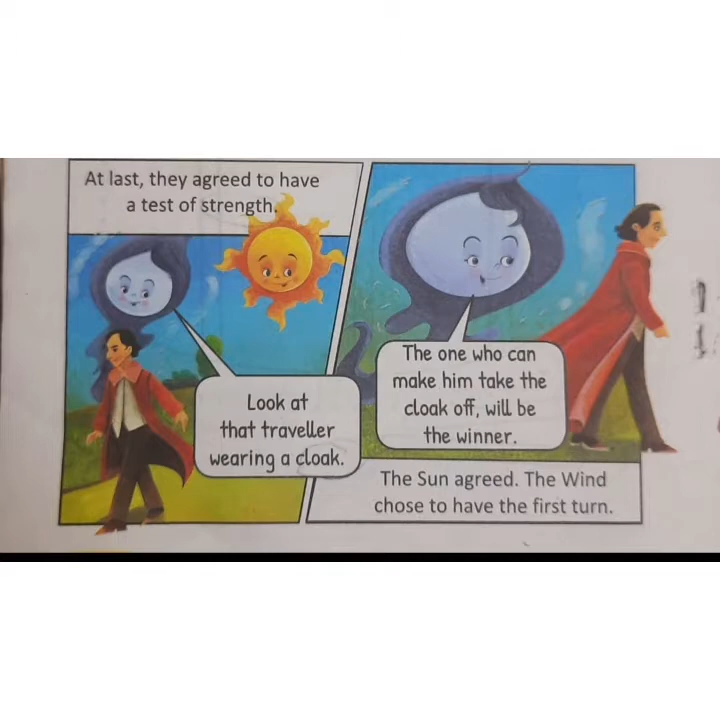 At last, they agreed to have
a test of strength.
Look at
that traveller
wearing a cloak.
The one who can
make him take the
cloak off, will be
the winner.
The Sun agreed. The Wind
chose to have the first turn.